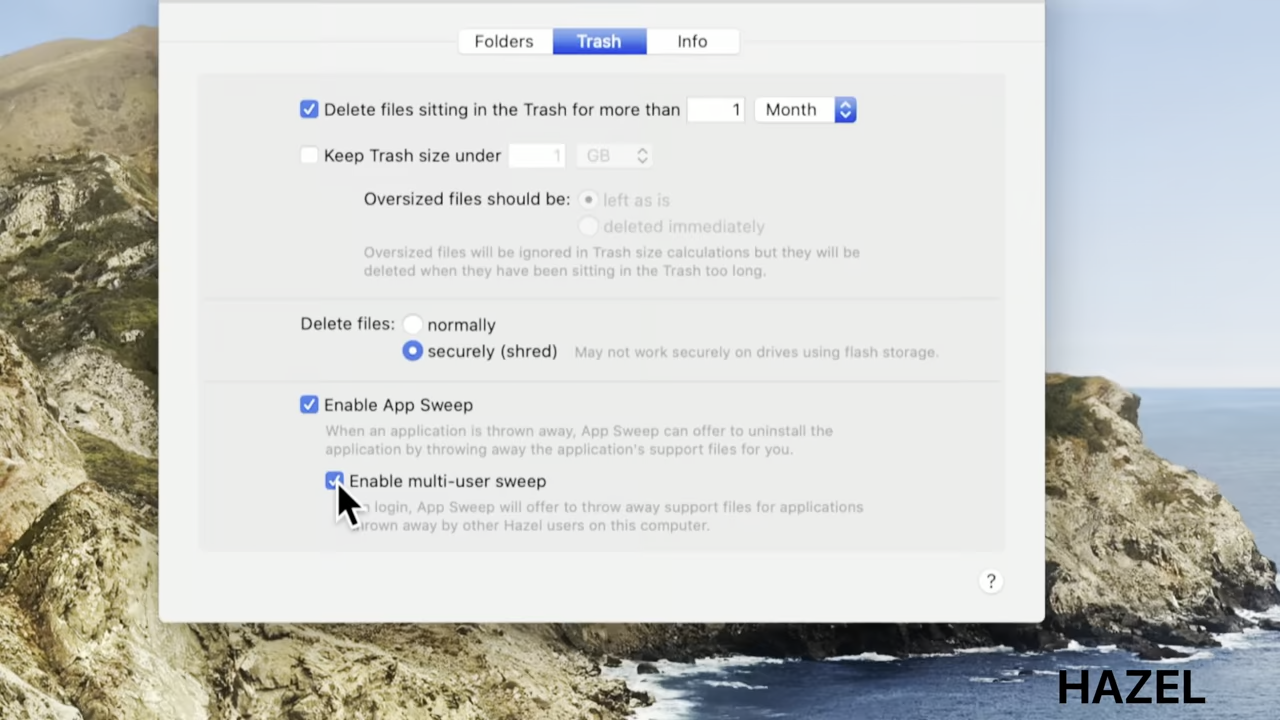 Folders Trash Info
Delete files sitting in the Trash for more than 1 Month
Keep Trash size under 1 GB
Oversized files should be: left as is
deleted immediately
Oversized files will be ignored in Trash size calculations but they will be
deleted when they have been sitting in the Trash too long.
Delete files: normally
securely (shred) May not work securely on drives using flash storage.
Enable App Sweep
When an application is thrown away, App Sweep can offer to uninstall the
application by throwing away the application's support files for you.
Enable multi-user sweep
login, App Sweep will offer to throw away support files for applications
away by other Hazel users on this computer.
?
HAZEL